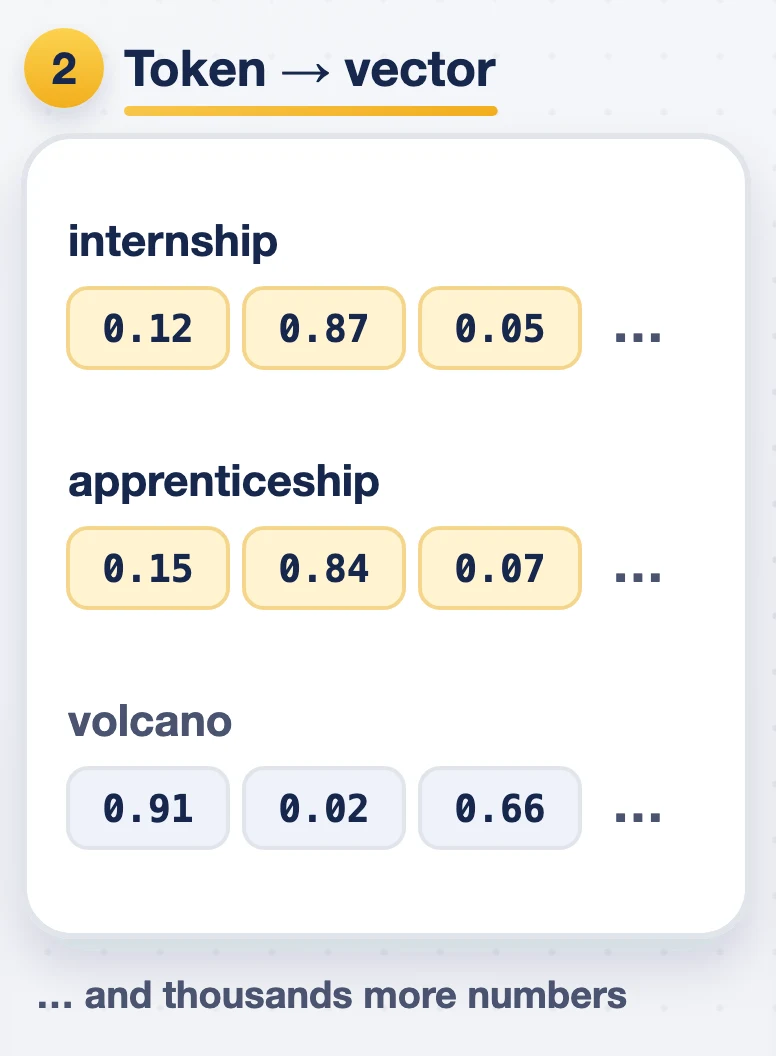 2 Token → vector
internship
0.12 0.87 0.05 ...
apprenticeship
0.15 0.84 0.07 ...
volcano
0.91 0.02 0.66 ...
... and thousands more numbers